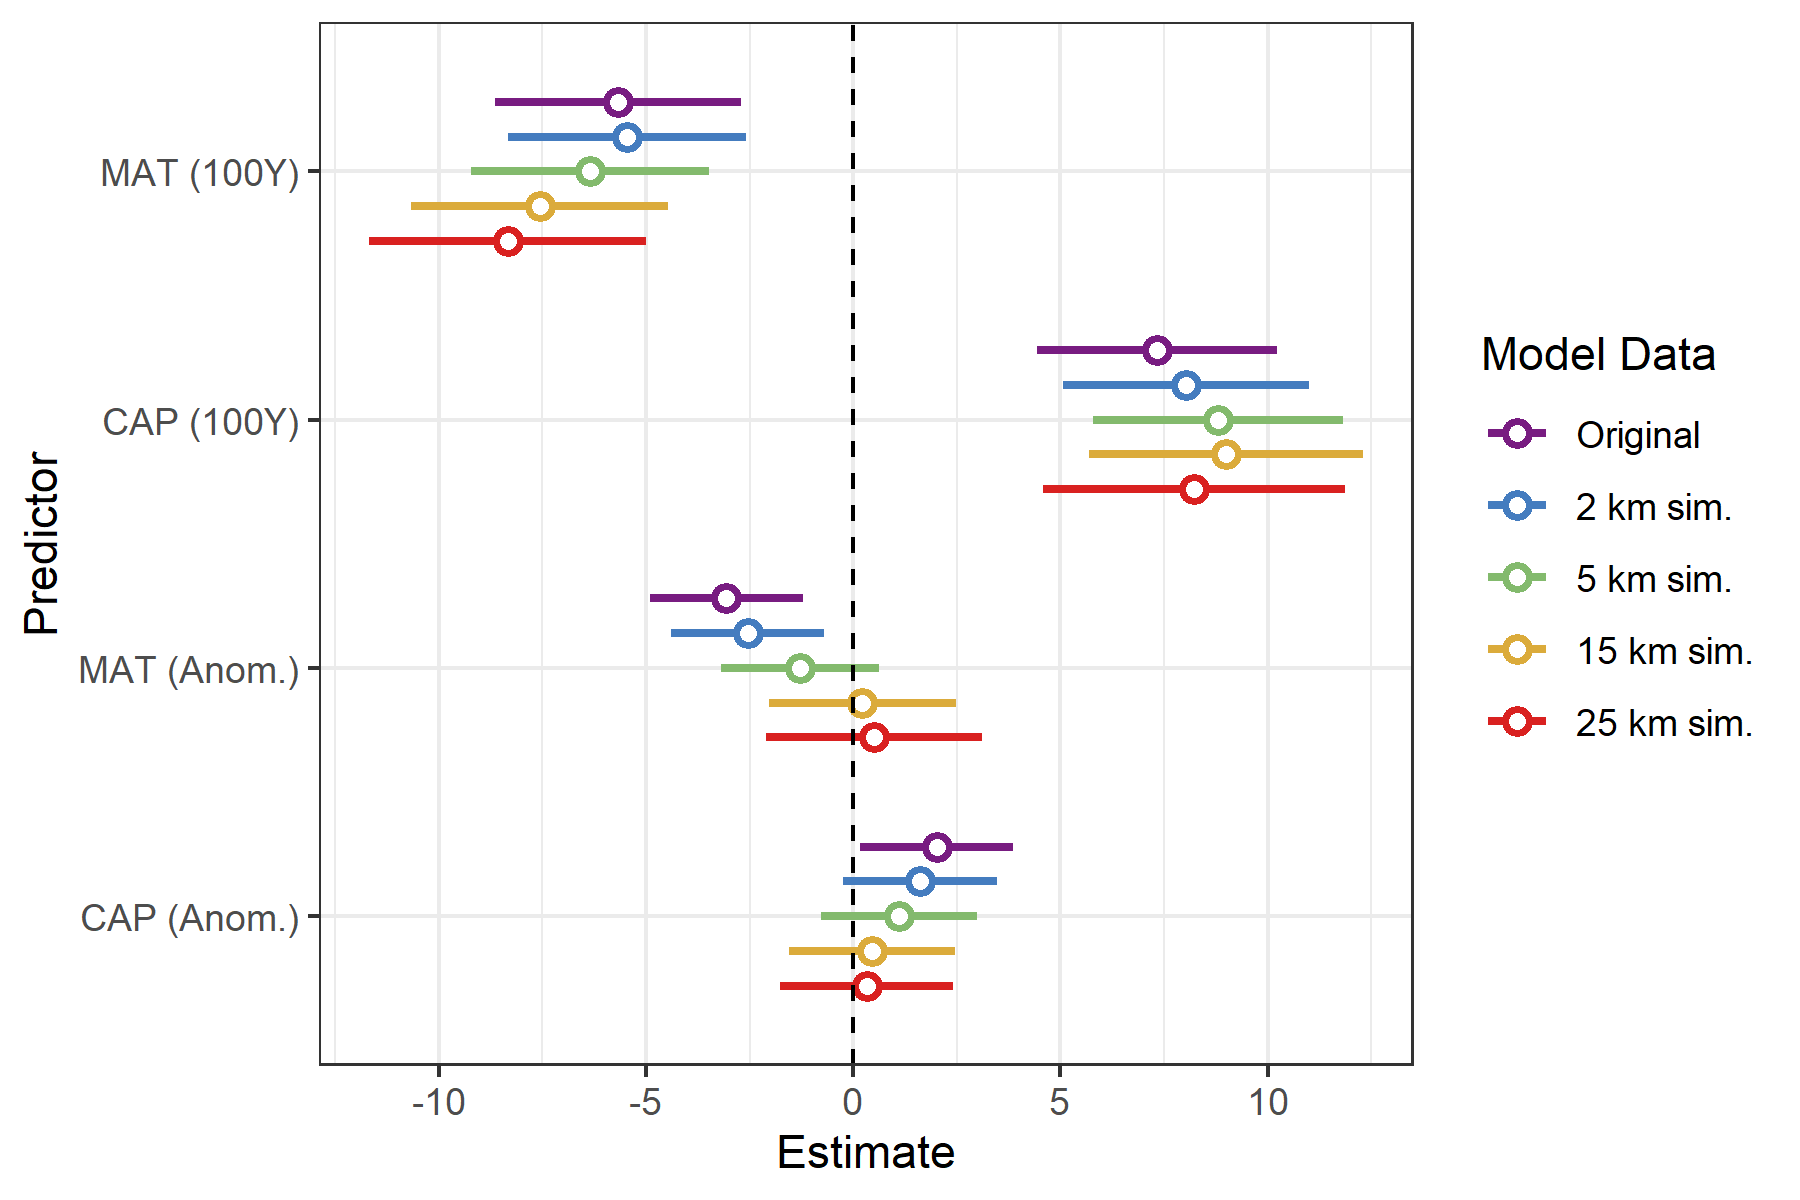 MAT (100Y)
CAP (100Y)
MAT (Anom.)
CAP (Anom.)
Predictor
-10
-5
0
5
10
Estimate
Model Data
Original
2 km sim.
5 km sim.
15 km sim.
25 km sim.